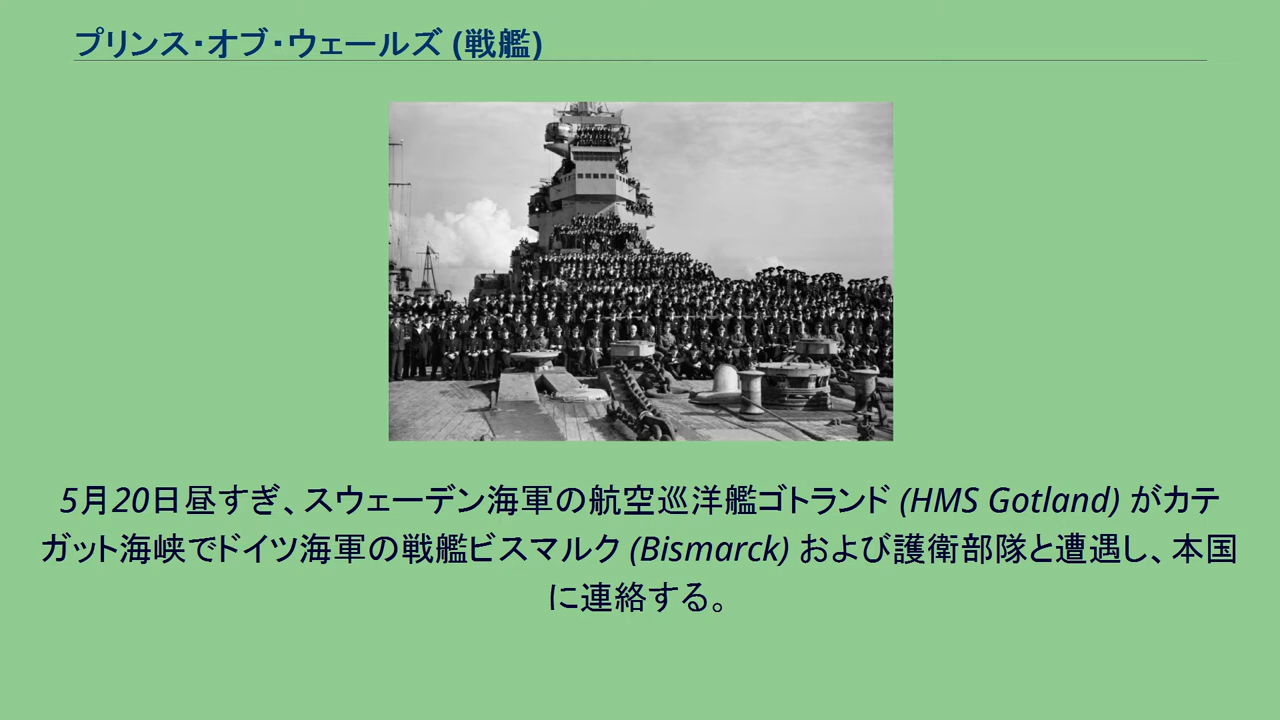 プリンス・オブ・ウェールズ (戦艦)
5月20日昼すぎ、スウェーデン海軍の航空巡洋艦ゴトランド (HMS Gotland) がカテ
ガット海峡でドイツ海軍の戦艦ビスマルク (Bismarck) および護衛部隊と遭遇し、本国
に連絡する。